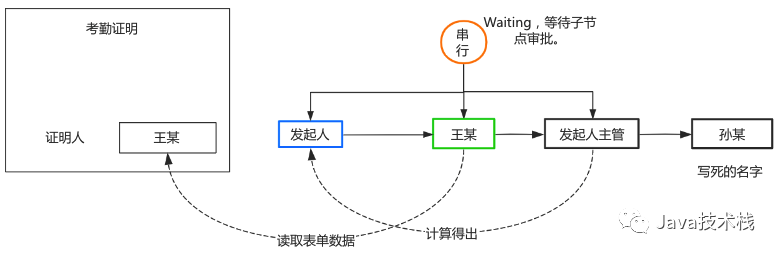 考勤证明
证明人
王某
串
行
Waiting，等待子节
点审批。
发起人
王某
发起人主管
孙某
写死的名字
读取表单数据
计算得出
Java技术栈